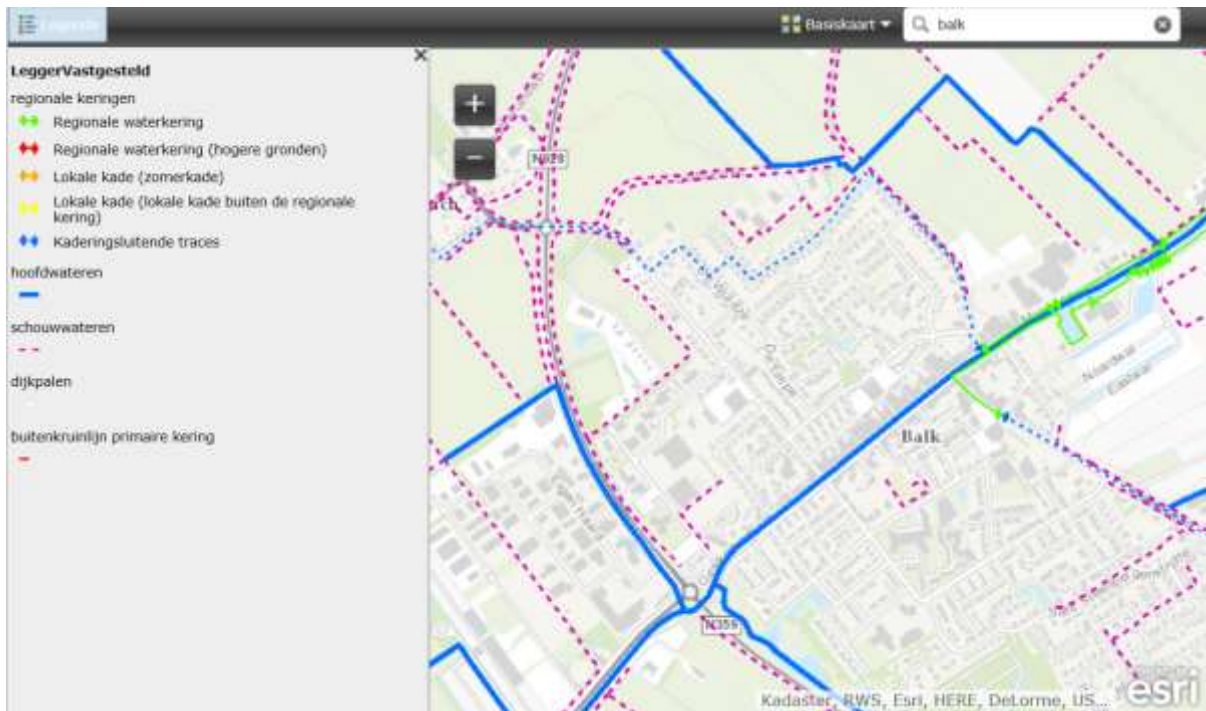 Legenda
Basiskaart
balk
LeggerVastgesteld
regionale keringen
Regionale waterkering
Regionale waterkering (hogere gronden)
Lokale kade (zomerkade)
Lokale kade (lokale kade buiten de regionale
kering)
Kaderingsluitende traces
hoofdwateren
schouwwateren
dijkpalen
buitenkruinlijn primaire kering
+
−
N928
Balk
N359
Kadaster, RWS, Esri, HERE, DeLorme, US...
esri